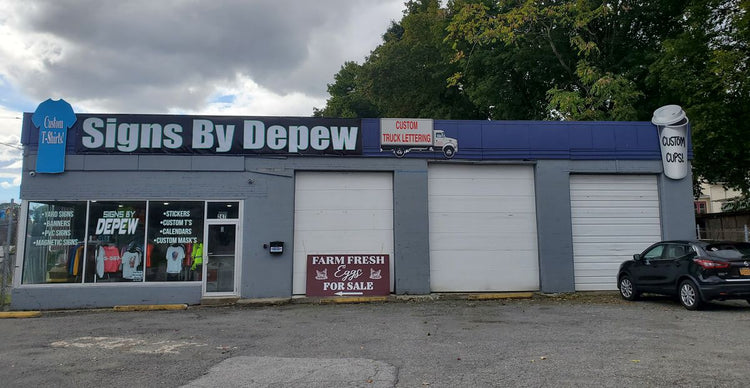 Custom
T-Shirts!
Signs By Depew
CUSTOM
TRUCK LETTERING
CUSTOM
CUPS!
•YARD SIGNS
•BANNERS
•PVC SIGNS
•MAGNETIC SIGNS
SIGNS BY
DEPEW
•STICKERS
•CUSTOM T'S
•CALENDARS
•CUSTOM MASK'S
FARM FRESH
Eggs
FOR SALE